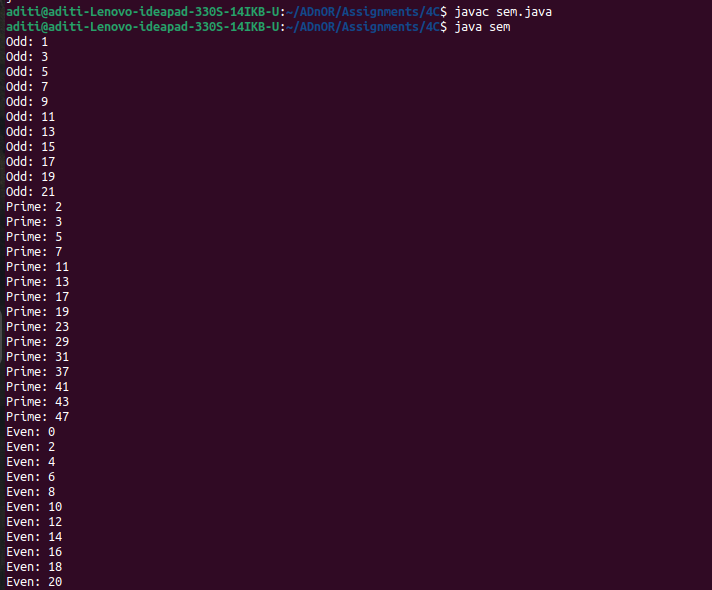 aditi@aditi-Lenovo-ideapad-330S-14IKB-U:~/ADnOR/Assignments/4C$ javac sem.java
aditi@aditi-Lenovo-ideapad-330S-14IKB-U:~/ADnOR/Assignments/4C$ java sem
Odd: 1
Odd: 3
Odd: 5
Odd: 7
Odd: 9
Odd: 11
Odd: 13
Odd: 15
Odd: 17
Odd: 19
Odd: 21
Prime: 2
Prime: 3
Prime: 5
Prime: 7
Prime: 11
Prime: 13
Prime: 17
Prime: 19
Prime: 23
Prime: 29
Prime: 31
Prime: 37
Prime: 41
Prime: 43
Prime: 47
Even: 0
Even: 2
Even: 4
Even: 6
Even: 8
Even: 10
Even: 12
Even: 14
Even: 16
Even: 18
Even: 20